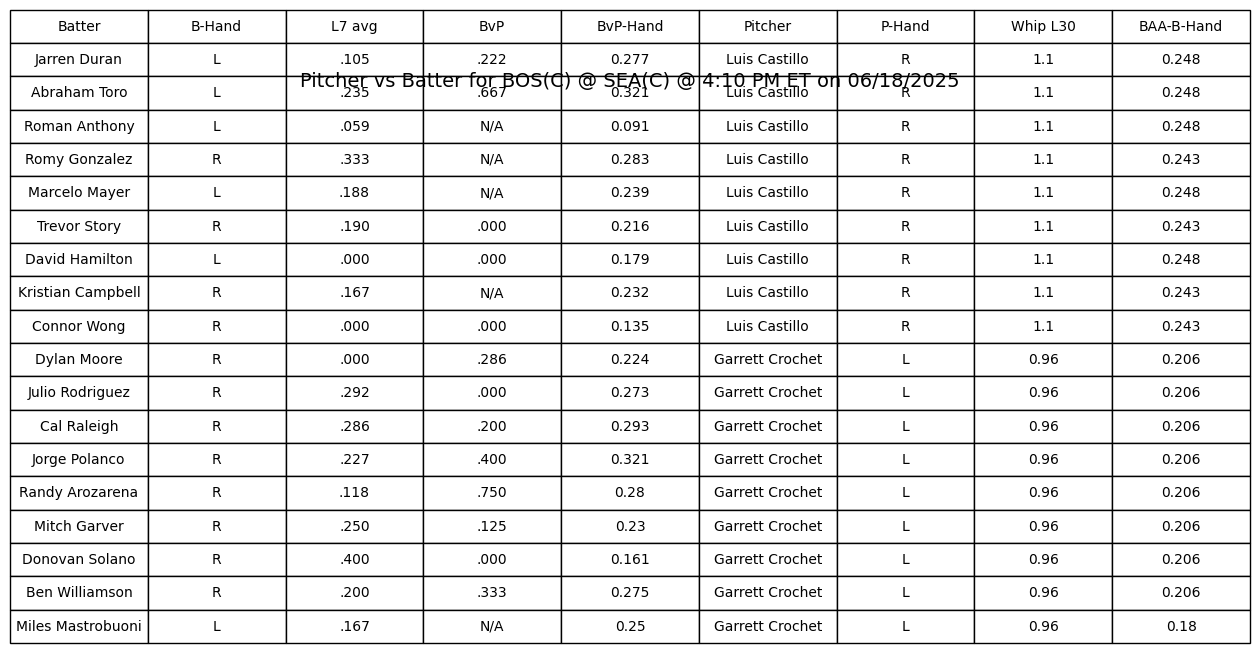 Batter B-Hand L7 avg BvP BvP-Hand Pitcher P-Hand Whip L30 BAA-B-Hand
Jarren Duran L .105 .222 0.277 Luis Castillo R 1.1 0.248
Pitcher vs Batter for BOS(C) @ SEA(C) @ 4:10 PM ET on 06/18/2025
Abraham Toro L .235 .667 0.321 Luis Castillo R 1.1 0.248
Roman Anthony L .059 N/A 0.091 Luis Castillo R 1.1 0.248
Romy Gonzalez R .333 N/A 0.283 Luis Castillo R 1.1 0.243
Marcelo Mayer L .188 N/A 0.239 Luis Castillo R 1.1 0.248
Trevor Story R .190 .000 0.216 Luis Castillo R 1.1 0.243
David Hamilton L .000 .000 0.179 Luis Castillo R 1.1 0.248
Kristian Campbell R .167 N/A 0.232 Luis Castillo R 1.1 0.243
Connor Wong R .000 .000 0.135 Luis Castillo R 1.1 0.243
Dylan Moore R .000 .286 0.224 Garrett Crochet L 0.96 0.206
Julio Rodriguez R .292 .000 0.273 Garrett Crochet L 0.96 0.206
Cal Raleigh R .286 .200 0.293 Garrett Crochet L 0.96 0.206
Jorge Polanco R .227 .400 0.321 Garrett Crochet L 0.96 0.206
Randy Arozarena R .118 .750 0.28 Garrett Crochet L 0.96 0.206
Mitch Garver R .250 .125 0.23 Garrett Crochet L 0.96 0.206
Donovan Solano R .400 .000 0.161 Garrett Crochet L 0.96 0.206
Ben Williamson R .200 .333 0.275 Garrett Crochet L 0.96 0.206
Miles Mastrobuoni L .167 N/A 0.25 Garrett Crochet L 0.96 0.18